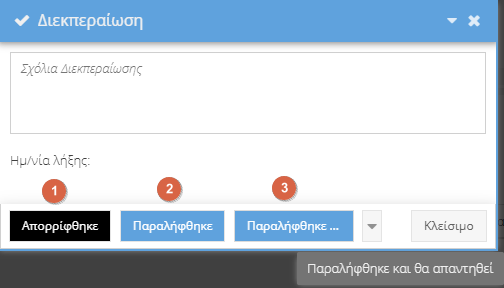 Διεκπεραίωση
Σχόλια Διεκπεραίωσης
Ημ/νία λήξης:
1 2 3
Απορρίφθηκε Παραλήφθηκε Παραλήφθηκε ... Κλείσιμο
Παραλήφθηκε και θα απαντηθεί